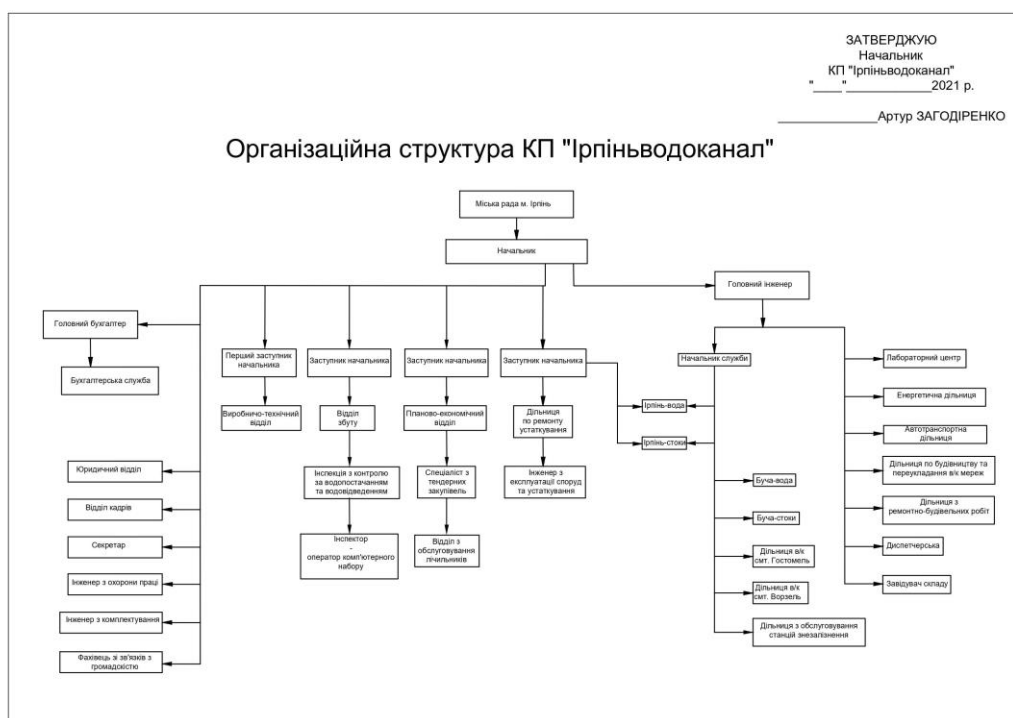 ЗАТВЕРДЖУЮ
Начальник
КП "Ірпіньводоканал"
"____"_____________2021 р.
_______________Артур ЗАГОДІРЕНКО
Організаційна структура КП "Ірпіньводоканал"
Міська рада м. Ірпінь
Начальник
Головний інженер
Головний бухгалтер
Бухгалтерська служба
Перший заступник
начальника
Заступник начальника
Заступник начальника
Заступник начальника
Начальник служби
Лабораторний центр
Виробничо-технічний
відділ
Відділ
збуту
Планово-економічний
відділ
Дільниця
по ремонту
устаткування
Ірпінь-вода
Ірпінь-стоки
Енергетична дільниця
Автотранспортна
дільниця
Юридичний відділ
Відділ кадрів
Секретар
Інженер з охорони праці
Інженер з комплектування
Фахівець зі зв'язків з
громадскістю
Інспекція з контролю
за водопостачанням
та водовідведенням
Інспектор
-
оператор комп'ютерного
набору
Спеціаліст з
тендерних
закупівель
Відділ з
обслуговування
лічильників
Інженер з
експлуатації споруд
та устаткування
Буча-вода
Буча-стоки
Дільниця в/к
смт. Гостомель
Дільниця в/к
смт. Ворзель
Дільниця з обслуговування
станцій знезалізнення
Дільниця по будівництву та
переукладанню в/к мереж
Дільниця з
ремонтно-будівельних робіт
Диспетчерська
Завідувач складу